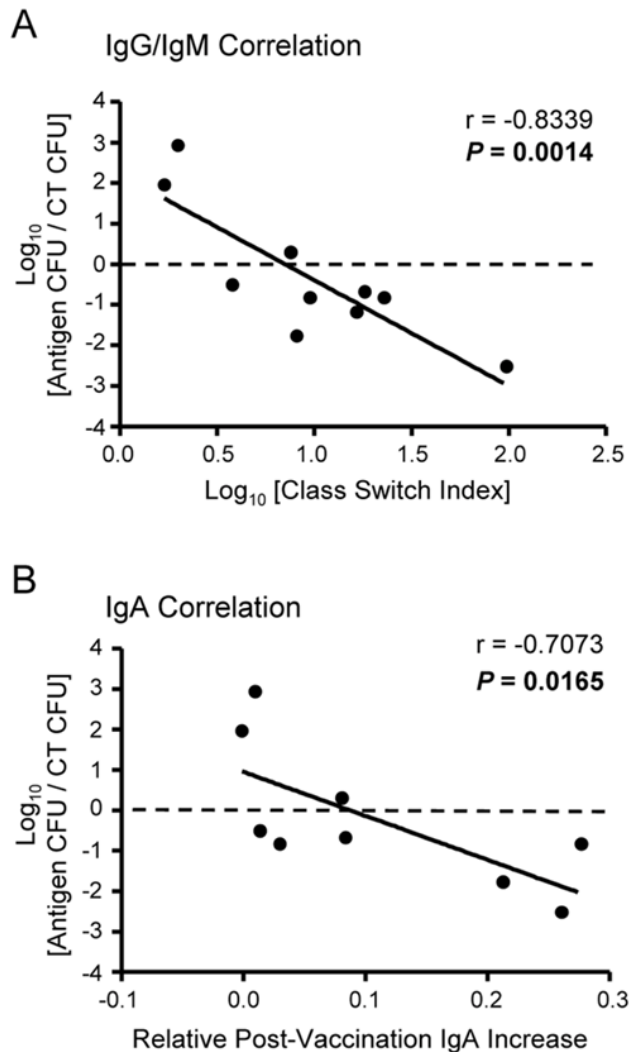 A
IgG/IgM Correlation
r = -0.8339
P = 0.0014
Log10
[Antigen CFU / CT CFU]
4
3
2
1
0
-1
-2
-3
-4
0.0 0.5 1.0 1.5 2.0 2.5
Log10 [Class Switch Index]
B
IgA Correlation
r = -0.7073
P = 0.0165
Log10
[Antigen CFU / CT CFU]
4
3
2
1
0
-1
-2
-3
-4
-0.1 0.0 0.1 0.2 0.3
Relative Post-Vaccination IgA Increase